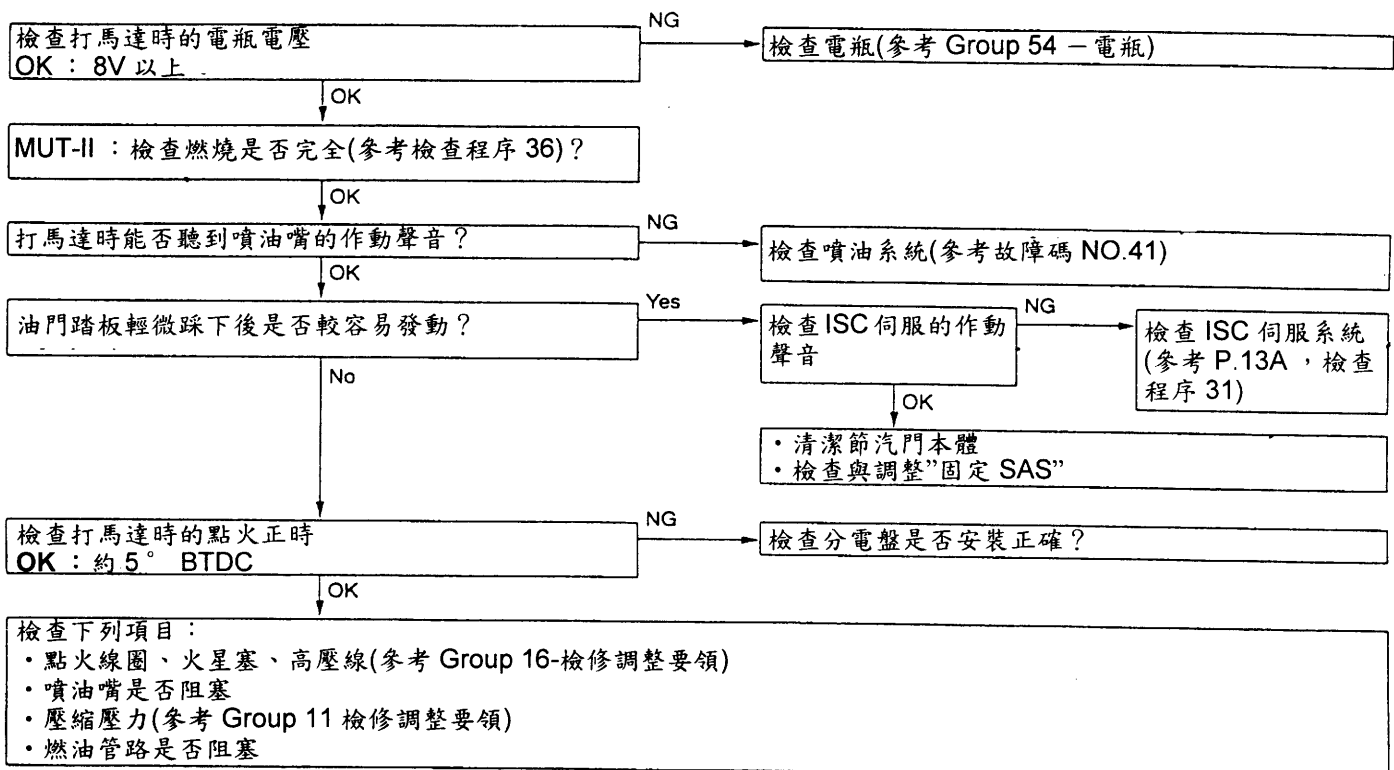 檢查打馬達時的電瓶電壓
OK : 8V 以上
NG
檢查電瓶(參考 Group 54 – 電瓶)
OK
MUT-II : 檢查燃燒是否完全(參考檢查程序 36)?
OK
打馬達時能否聽到噴油嘴的作動聲音?
NG
檢查噴油系統(參考故障碼 NO.41)
OK
油門踏板輕微踩下後是否較容易發動?
Yes
檢查 ISC 伺服的作動
聲音
NG
檢查 ISC 伺服系統
(參考 P.13A ,檢查
程序 31)
OK
・清潔節汽門本體
・檢查與調整”固定 SAS”
No
檢查打馬達時的點火正時
OK : 約 5° BTDC
NG
檢查分電盤是否安裝正確?
OK
檢查下列項目:
・點火線圈、火星塞、高壓線(參考 Group 16-檢修調整要領)
・噴油嘴是否阻塞
・壓縮壓力(參考 Group 11 檢修調整要領)
・燃油管路是否阻塞